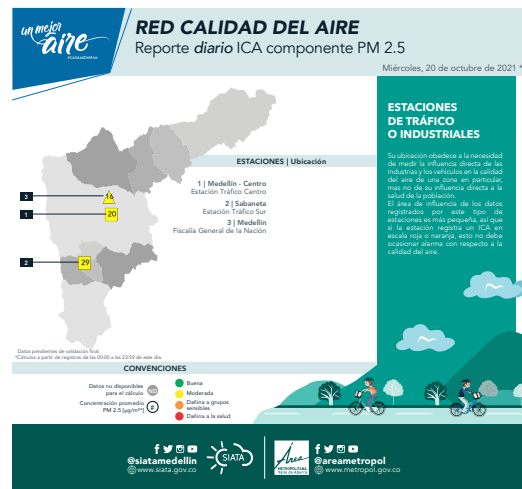 un mejor
aire
#CalidadDelAire
RED CALIDAD DEL AIRE
Reporte diario ICA componente PM 2.5
Miércoles, 20 de octubre de 2021 *
ESTACIONES | Ubicación
1 | Medellín - Centro
Estación Tráfico Centro
2 | Sabaneta
Estación Tráfico Sur
3 | Medellín
Fiscalía General de la Nación
3
16
1
20
2
29
ESTACIONES
DE TRÁFICO
O INDUSTRIALES
Su ubicación obedece a la necesidad
de medir la influencia directa de las
industrias y los vehículos en la calidad
del aire de una zona en particular,
mas no de su influencia directa a la
salud de la población.
El área de influencia de los datos
registrados por este tipo de
estaciones es más pequeña, así que
si la estación registra un ICA en
escala roja o naranja, esto no debe
ocasionar alarma con respecto a la
calidad del aire.
Datos pendientes de validación final.
*Cálculos a partir de registros de las 00:00 a las 23:59 de este día.
CONVENCIONES
Datos no disponibles
para el cálculo
ND
Concentración promedio
PM 2.5 [µg/m³*]
#
Buena
Moderada
Dañina a grupos
sensibles
Dañina a la salud
@siatamedellin
www.siata.gov.co
SIATA
Área
METROPOLITANA
Valle de Aburrá
@areametropol
www.metropol.gov.co